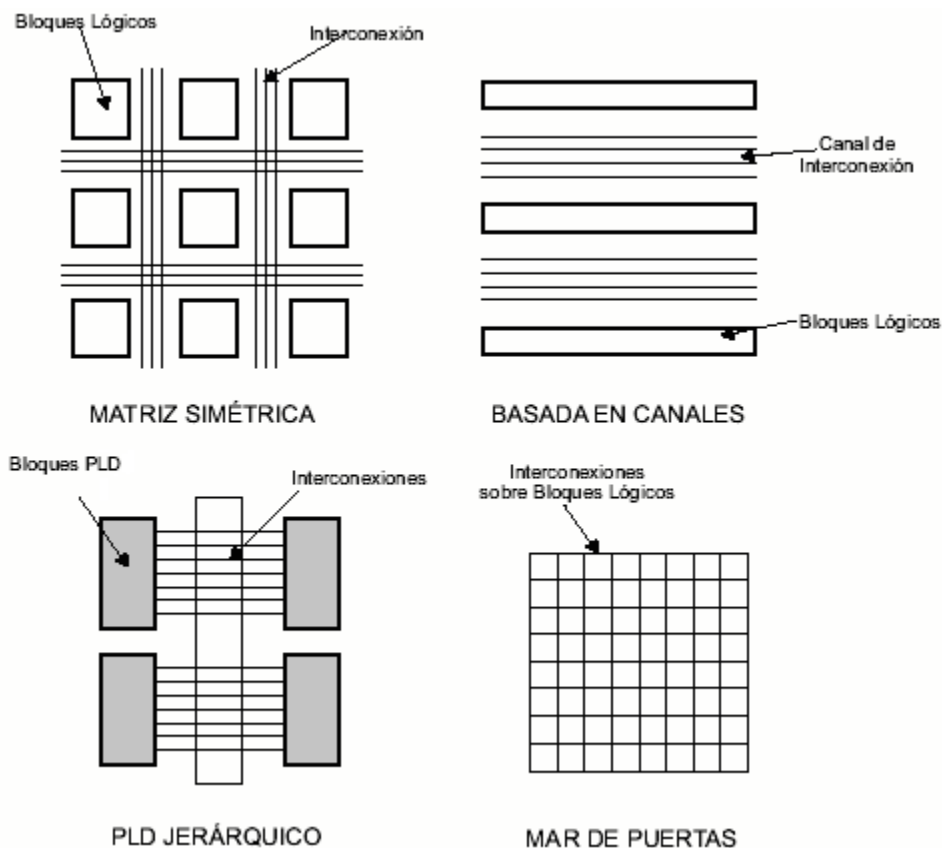 Bloques Lógicos
Interconexión
Canal de
Interconexión
Bloques Lógicos
MATRIZ SIMÉTRICA
BASADA EN CANALES
Bloques PLD
Interconexiones
Interconexiones
sobre Bloques Lógicos
PLD JERÁRQUICO
MAR DE PUERTAS